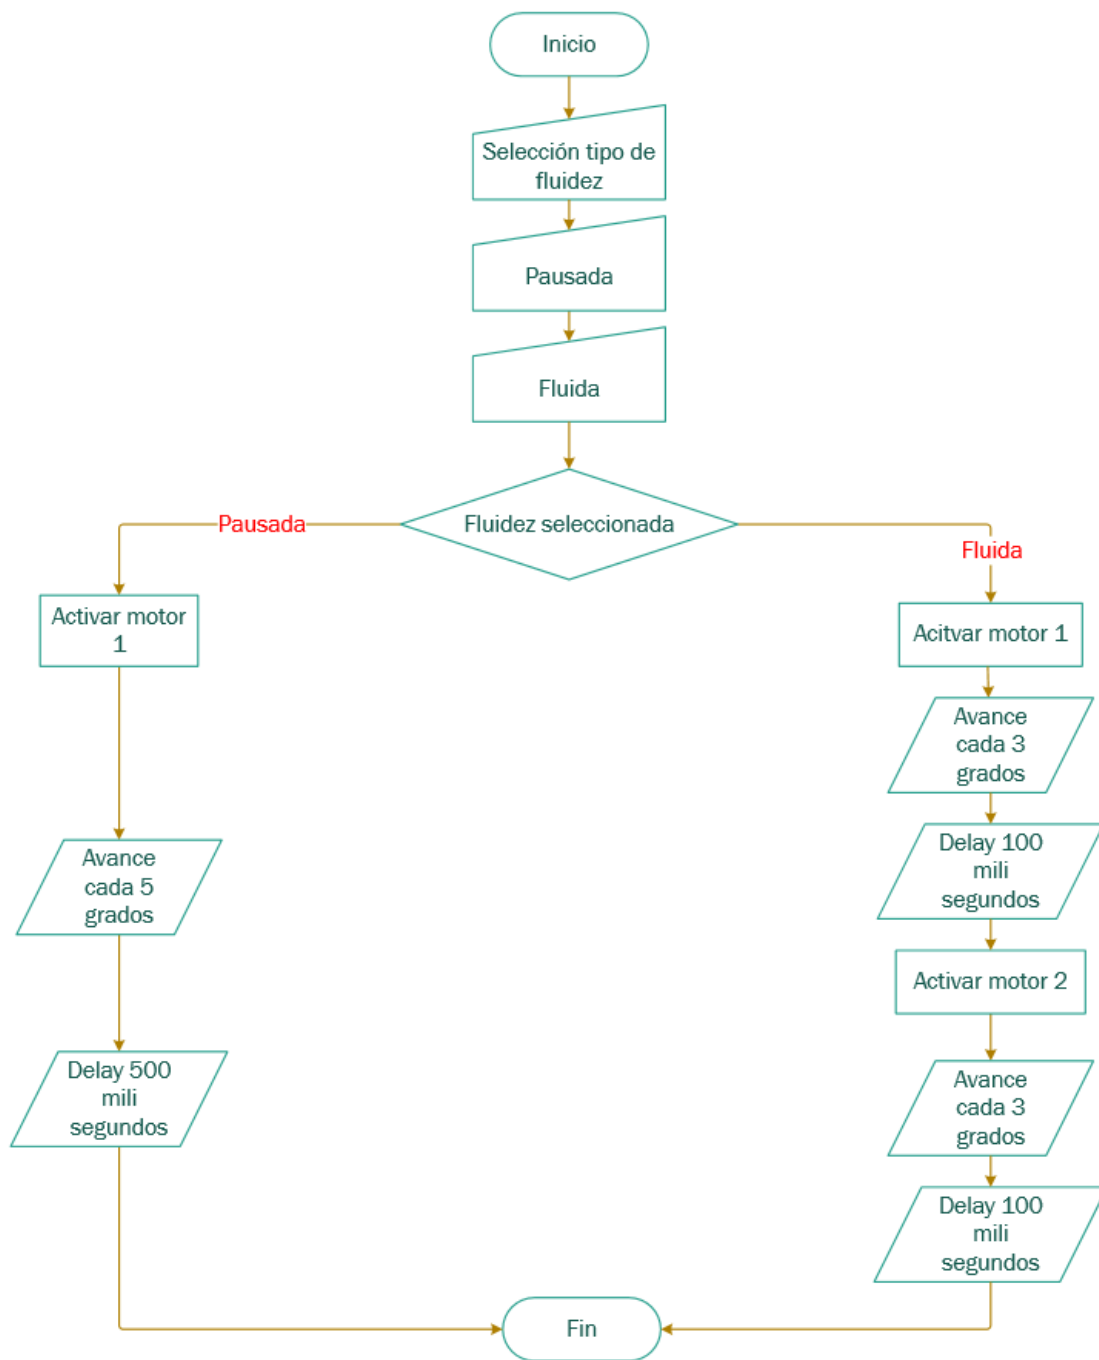 Inicio
Selección tipo de
fluidez
Pausada
Fluida
Fluidez seleccionada
Pausada
Activar motor
1
Avance
cada 5
grados
Delay 500
mili
segundos
Fluida
Acitvar motor 1
Avance
cada 3
grados
Delay 100
mili
segundos
Activar motor 2
Avance
cada 3
grados
Delay 100
mili
segundos
Fin